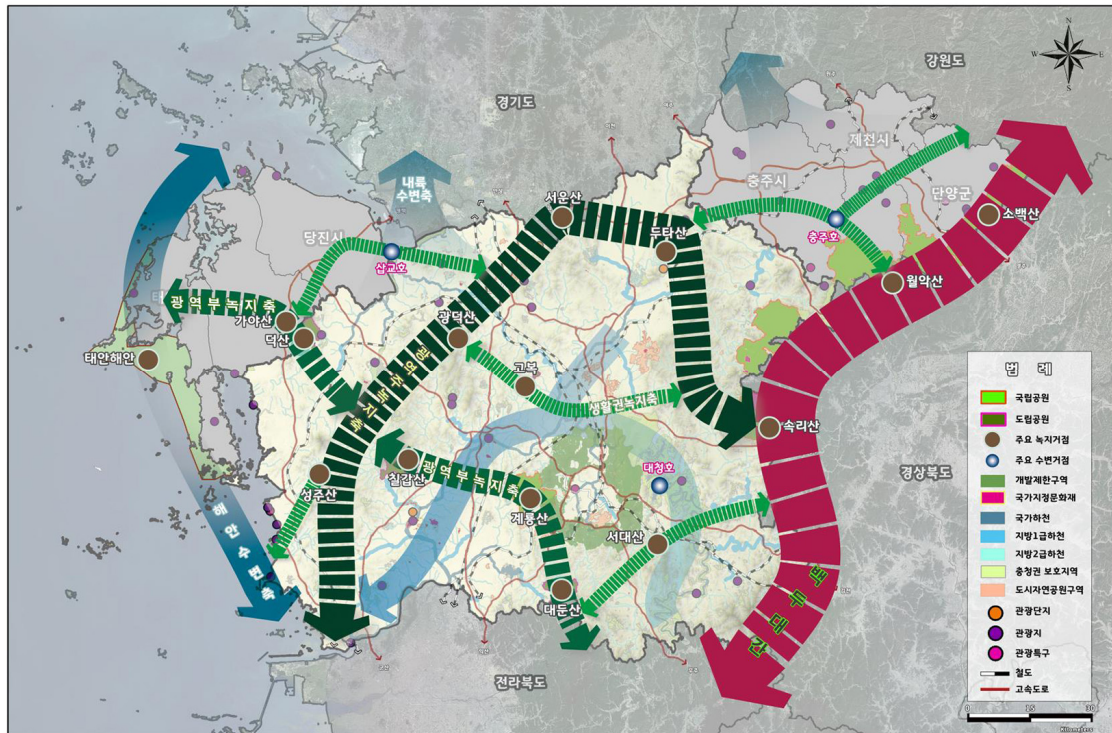 N
W
E
S
강원도
경기도
제천시
충주시
단양군
내륙
수변축
서운산
소백산
당진시
두타산
충주호
삽교호
월악산
광역부녹지축
가야산
덕산
광덕산
태안해안
고복
광역주녹지축
생활권녹지축
속리산
칠갑산
광역부녹지축
대청호
경상북도
성주산
계룡산
해안수변축
서대산
백두대간
대둔산
전라북도
범 례
국립공원
도립공원
주요 녹지거점
주요 수변거점
개발제한구역
국가지정문화재
국가하천
지방1급하천
지방2급하천
충청권 보호지역
도시자연공원구역
관광단지
관광지
관광특구
철도
고속도로
0 15 30
Kilometers